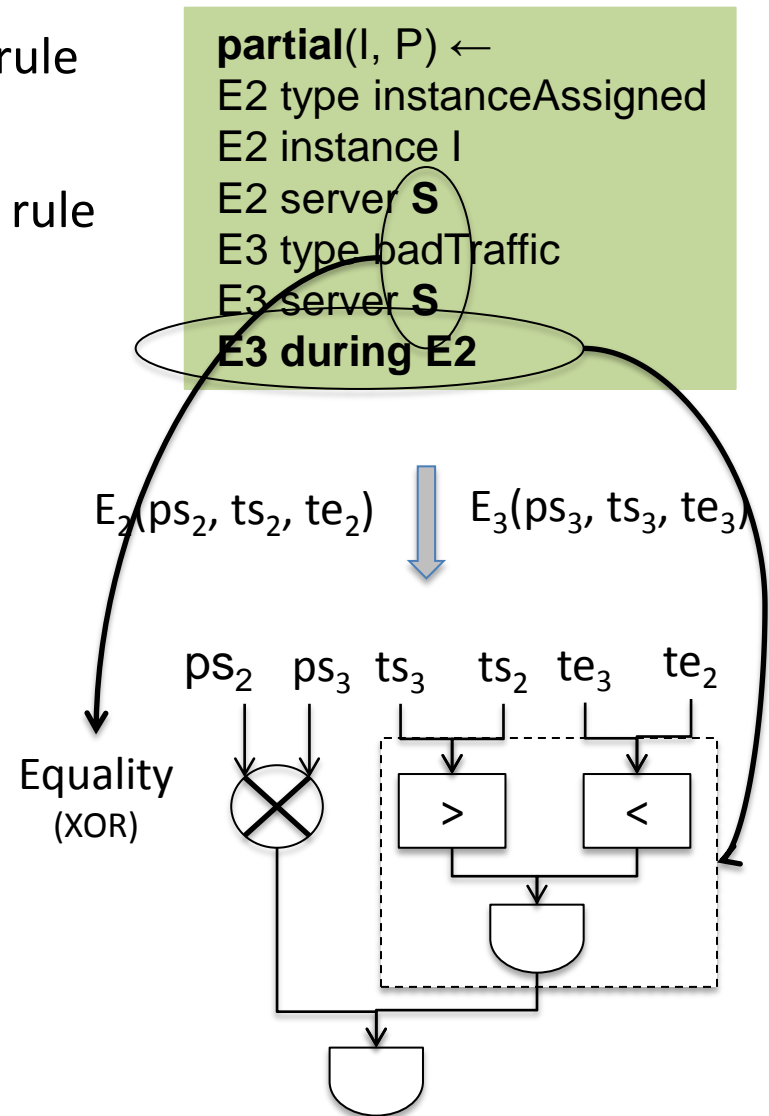 rule
rule
partial(I, P) ←
E2 type instanceAssigned
E2 instance I
E2 server S
E3 type badTraffic
E3 server S
E3 during E2
E₂(ps₂, ts₂, te₂)
E₃(ps₃, ts₃, te₃)
ps₂ ps₃ ts₃ ts₂ te₃ te₂
Equality
(XOR)
> <